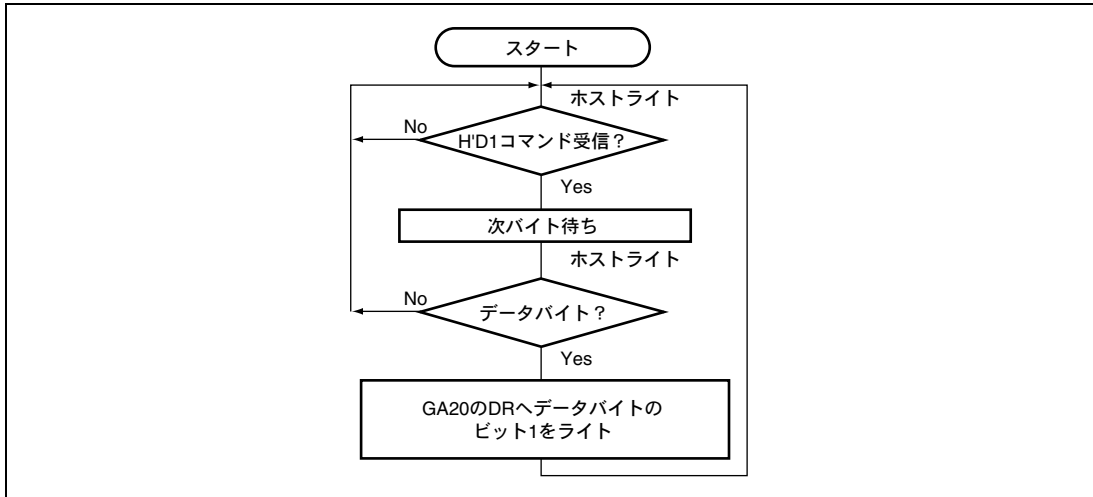 スタート
ホストライト
No
H'D1コマンド受信？
Yes
次バイト待ち
ホストライト
No
データバイト？
Yes
GA20のDRへデータバイトの
ビット1をライト